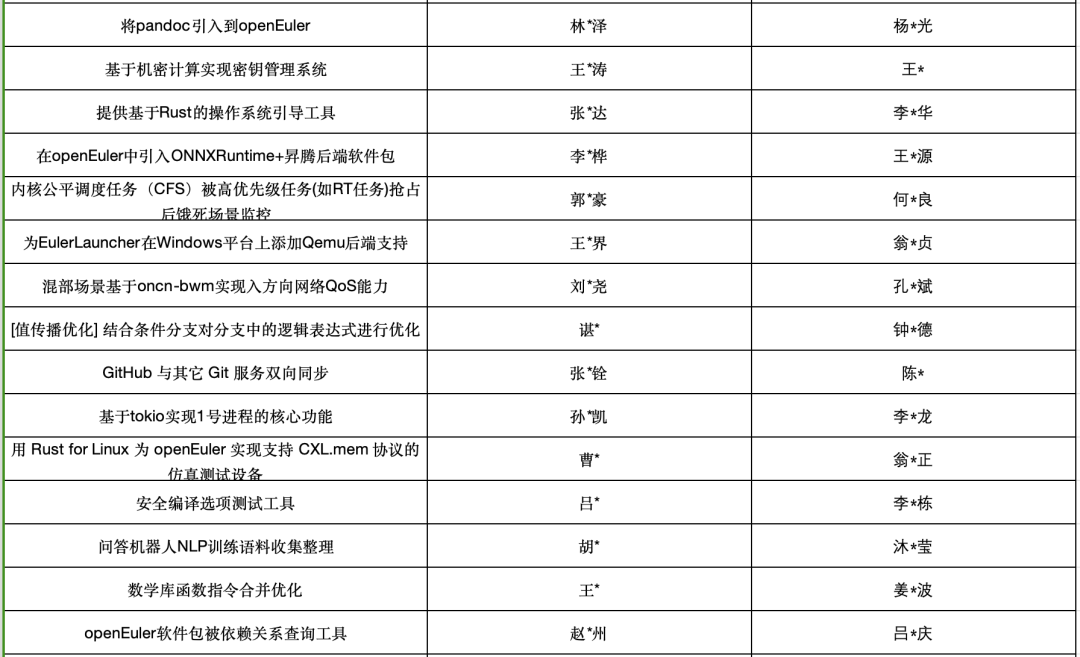 将pandoc引入到openEuler 林*泽 杨*光
基于机密计算实现密钥管理系统 王*涛 王*
提供基于Rust的操作系统引导工具 张*达 李*华
在openEuler中引入ONNXRuntime+昇腾后端软件包 李*桦 王*源
内核公平调度任务（CFS）被高优先级任务(如RT任务)抢占
后饿死场景监控 郭*豪 何*良
为EulerLauncher在Windows平台上添加Qemu后端支持 王*界 翁*贞
混部场景基于oncn-bwm实现入方向网络QoS能力 刘*尧 孔*斌
[值传播优化] 结合条件分支对分支中的逻辑表达式进行优化 谌* 钟*德
GitHub 与其它 Git 服务双向同步 张*铨 陈*
基于tokio实现1号进程的核心功能 孙*凯 李*龙
用 Rust for Linux 为 openEuler 实现支持 CXL.mem 协议的
仿真测试设备 曹* 翁*正
安全编译选项测试工具 吕* 李*栋
问答机器人NLP训练语料收集整理 胡* 沐*莹
数学库函数指令合并优化 王* 姜*波
openEuler软件包被依赖关系查询工具 赵*州 吕*庆